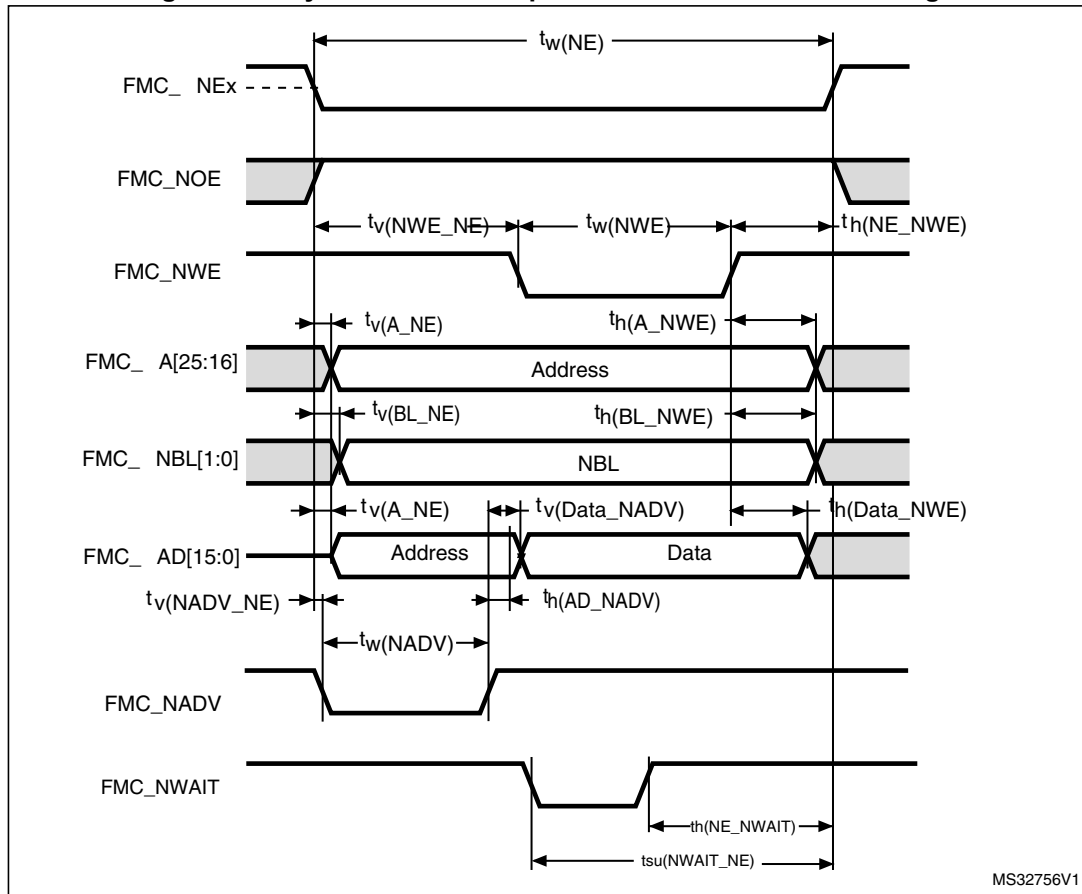 tw(NE)
FMC_ NEx
FMC_NOE
tv(NWE_NE) tw(NWE) th(NE_NWE)
FMC_NWE
tv(A_NE) th(A_NWE)
FMC_ A[25:16] Address
tv(BL_NE) th(BL_NWE)
FMC_ NBL[1:0] NBL
tv(A_NE) tv(Data_NADV) th(Data_NWE)
FMC_ AD[15:0] Address Data
tv(NADV_NE) th(AD_NADV)
tw(NADV)
FMC_NADV
FMC_NWAIT
th(NE_NWAIT)
tsu(NWAIT_NE)
MS32756V1